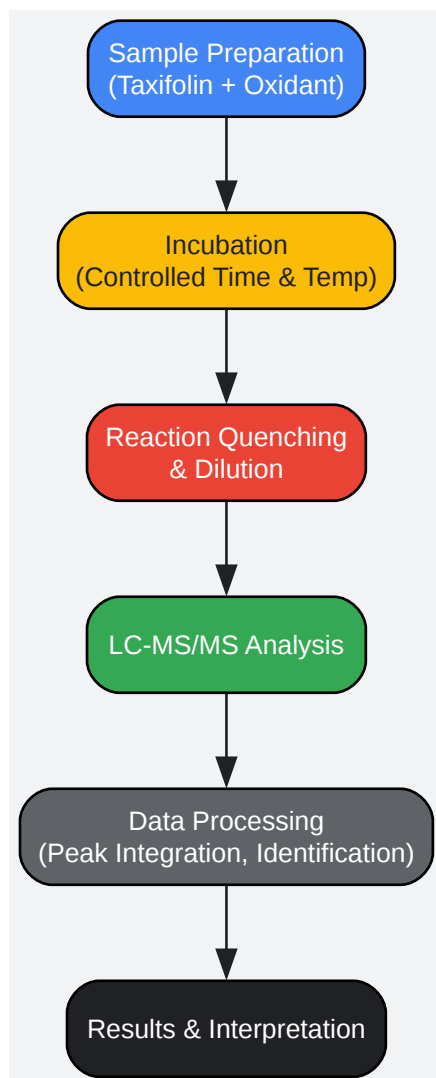 Sample Preparation
(Taxifolin + Oxidant)
Incubation
(Controlled Time & Temp)
Reaction Quenching
& Dilution
LC-MS/MS Analysis
Data Processing
(Peak Integration, Identification)
Results & Interpretation